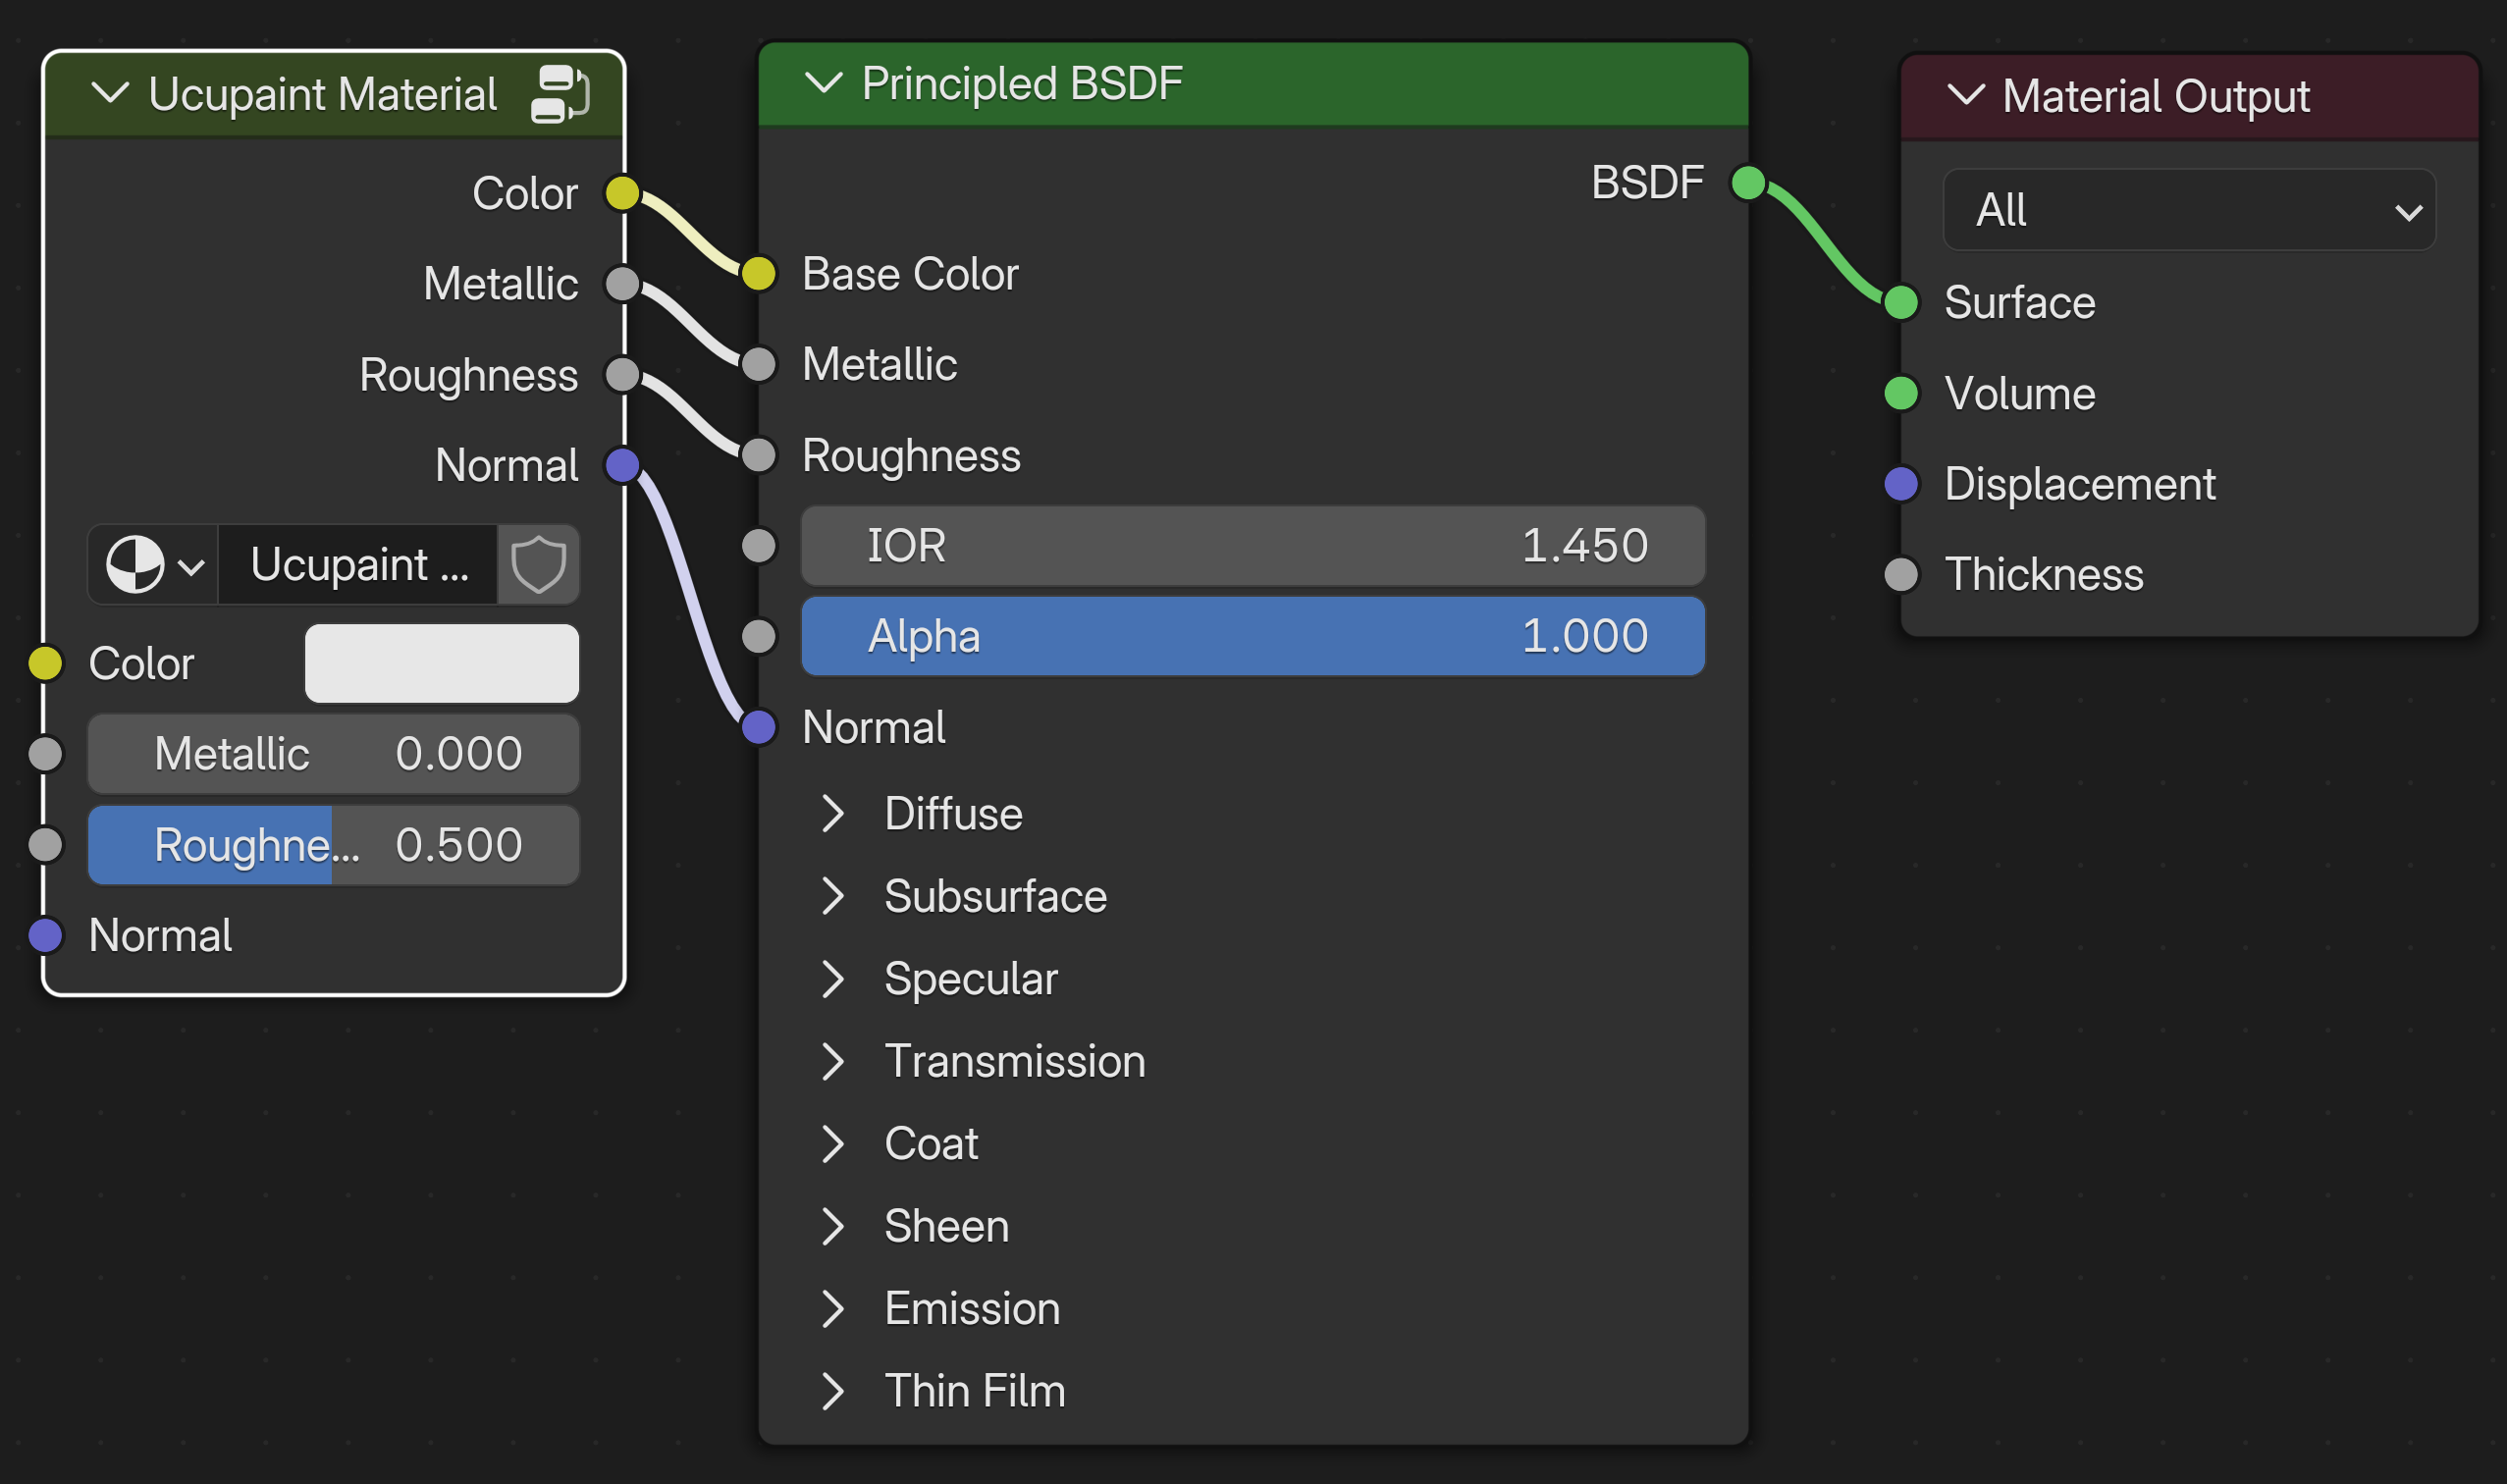 Ucupaint Material
Color
Metallic
Roughness
Normal
Ucupaint ...
Color
Metallic 0.000
Roughne... 0.500
Normal
Principled BSDF
BSDF
Base Color
Metallic
Roughness
IOR 1.450
Alpha 1.000
Normal
Diffuse
Subsurface
Specular
Transmission
Coat
Sheen
Emission
Thin Film
Material Output
All
Surface
Volume
Displacement
Thickness